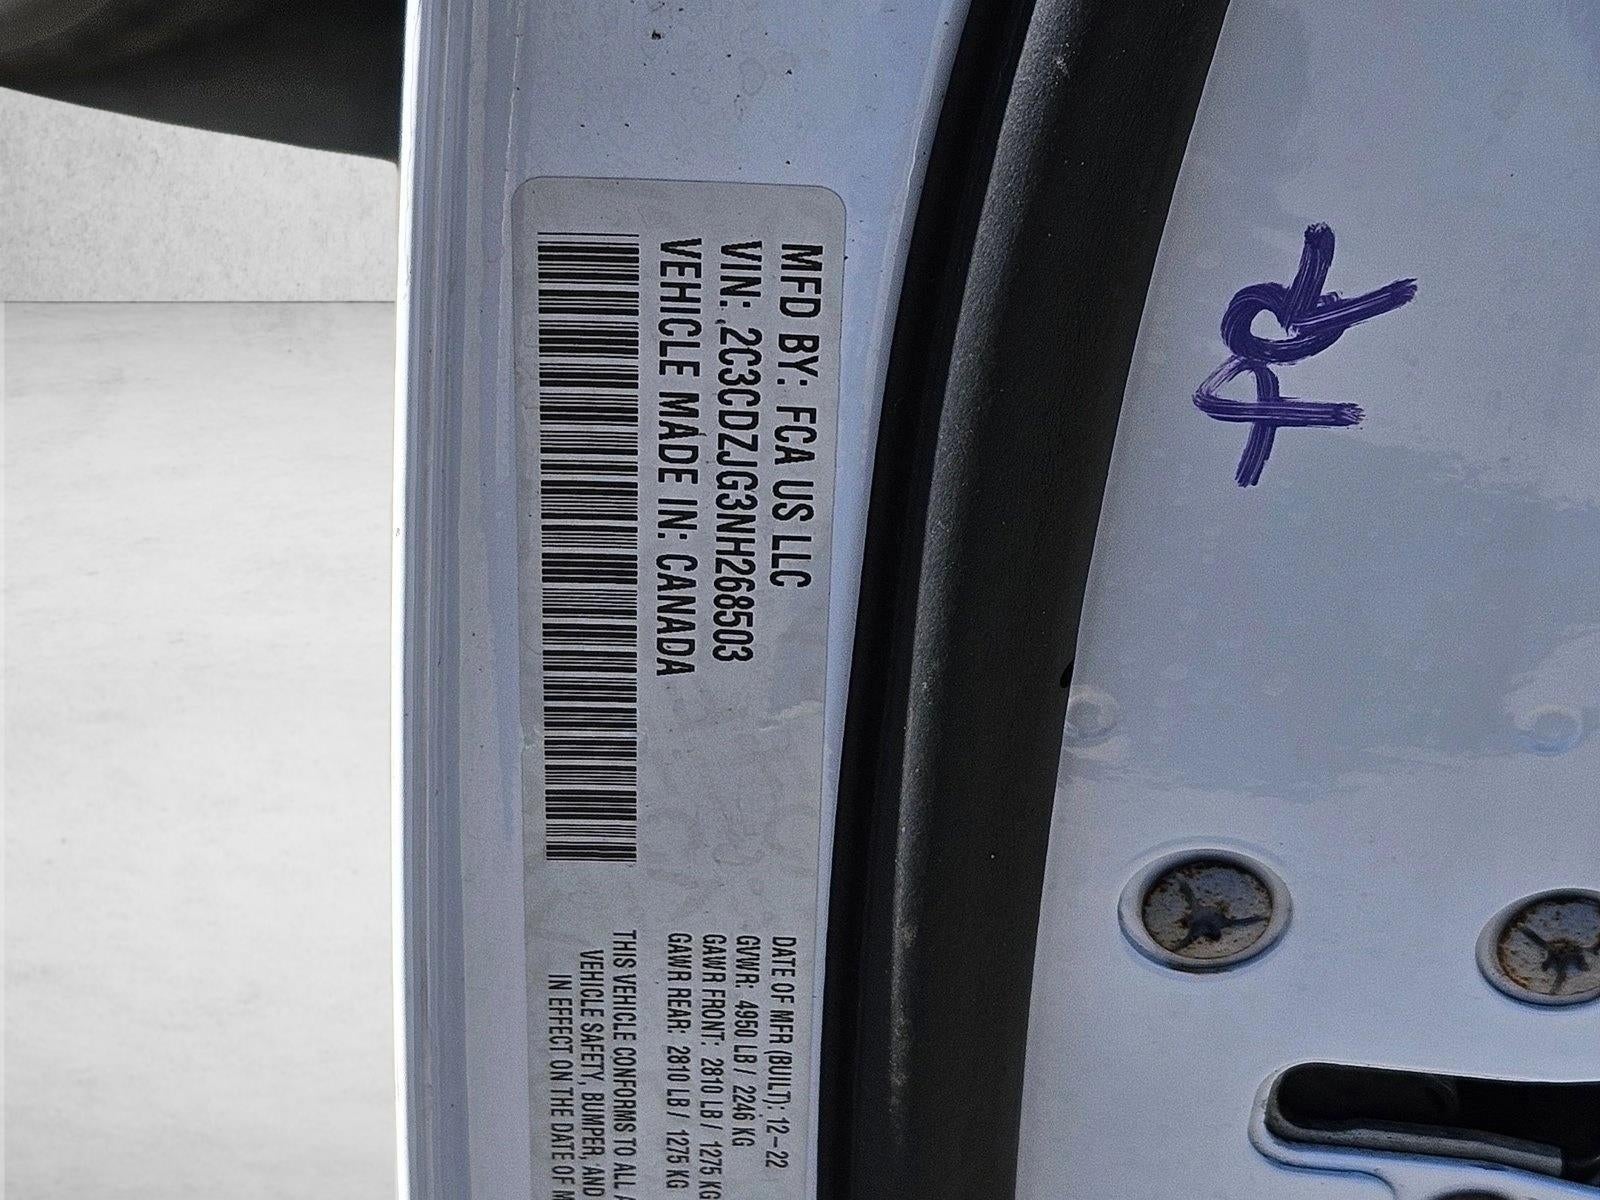 MFD BY: FCA US LLC
VIN: 2C3CDZJG3NH268503
VEHICLE MADE IN: CANADA
DATE OF MFR (BUILT): 12-22
GVWR: 4950 LB / 2246 KG
GAWR FRONT: 2810 LB / 1275 KG
GAWR REAR: 2810 LB / 1275 KG
THIS VEHICLE CONFORMS TO ALL
VEHICLE SAFETY, BUMPER, AND
IN EFFECT ON THE DATE OF